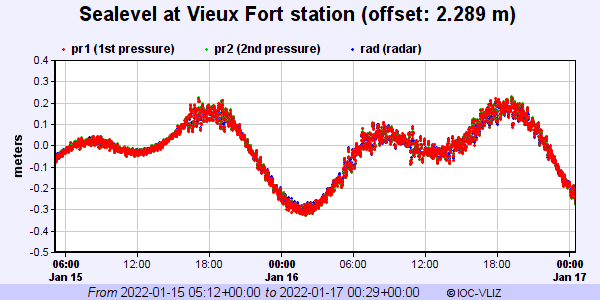 Sealevel at Vieux Fort station (offset: 2.289 m)
pr1 (1st pressure) pr2 (2nd pressure) rad (radar)
meters
0.4
0.3
0.2
0.1
0.0
-0.1
-0.2
-0.3
-0.4
-0.5
06:00 12:00 18:00 00:00 06:00 12:00 18:00 00:00
Jan 15 Jan 16 Jan 17
From 2022-01-15 05:12+00:00 to 2022-01-17 00:29+00:00 © IOC-VLIZ